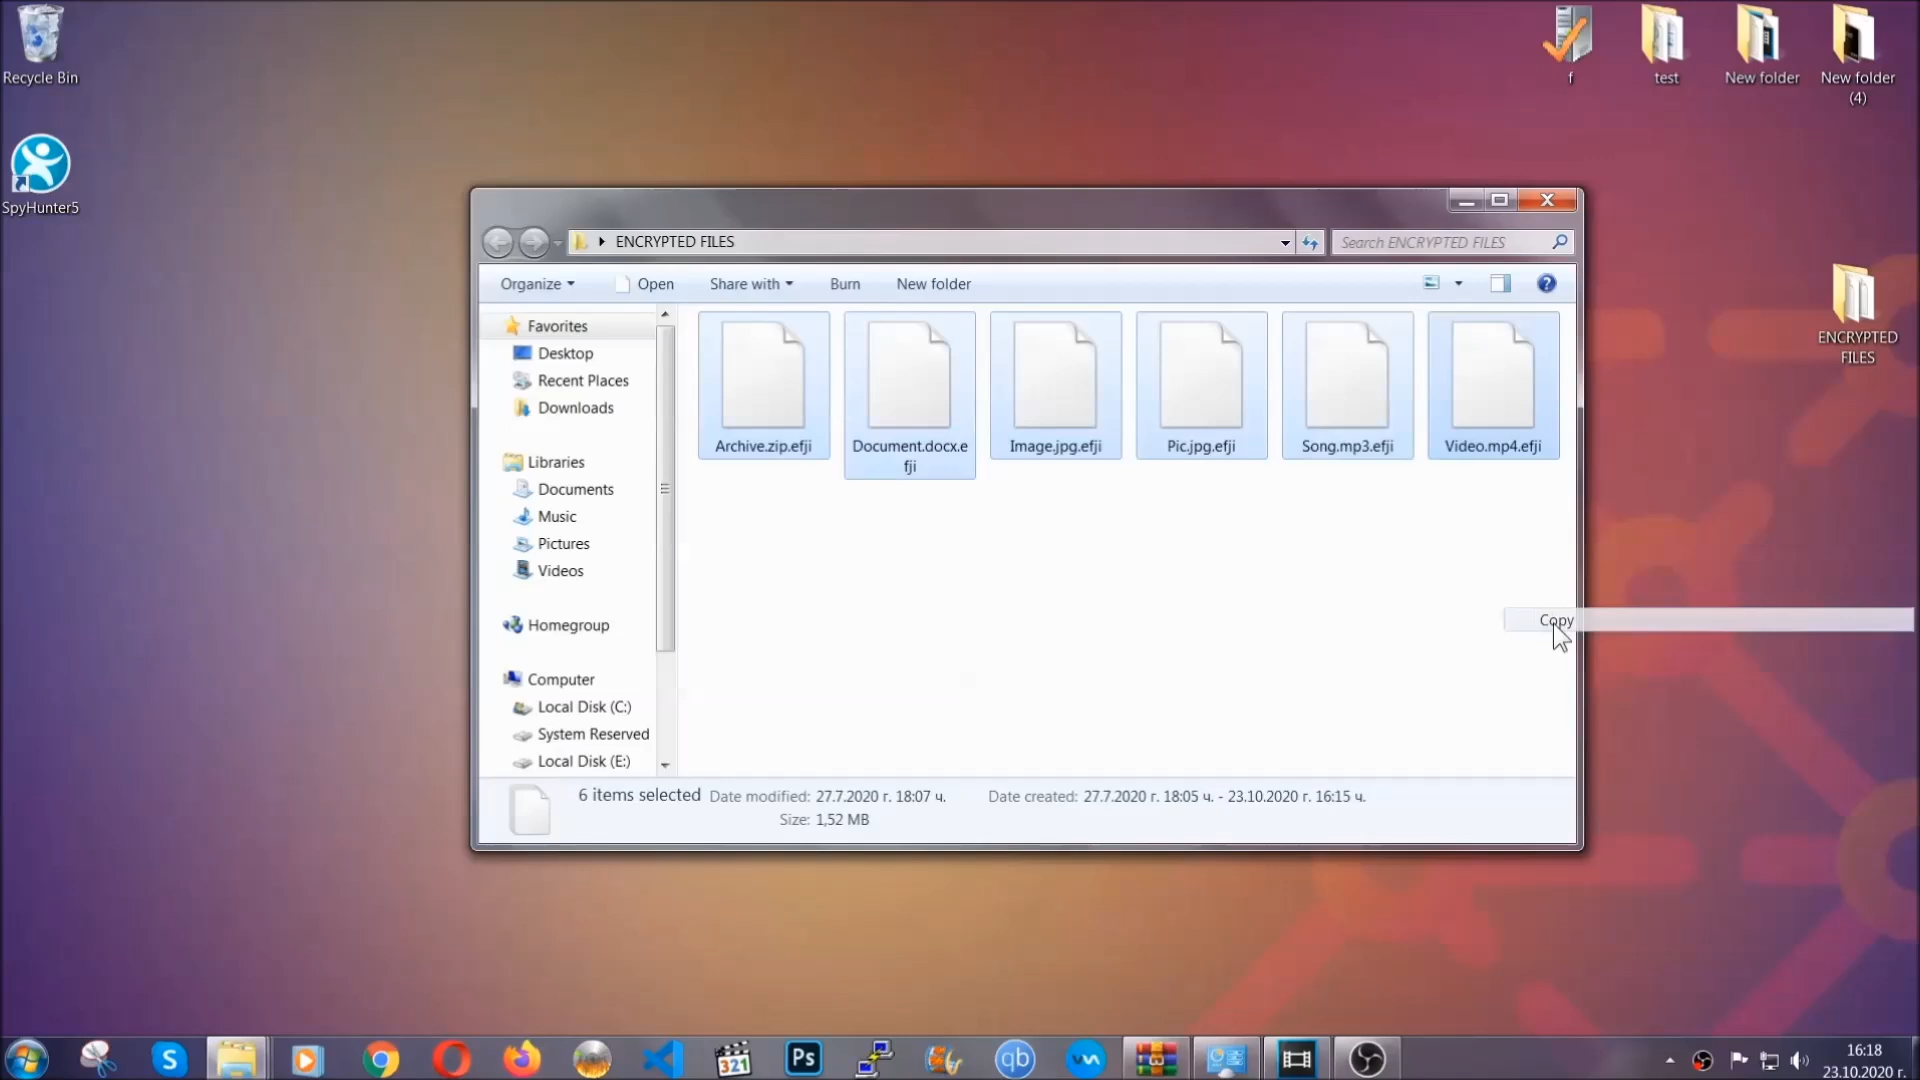 Recycle Bin
SpyHunter5
f
test
New folder
New folder
(4)
ENCRYPTED
FILES
ENCRYPTED FILES
Search ENCRYPTED FILES
Organize
Open
Share with
Burn
New folder
Favorites
Desktop
Recent Places
Downloads
Libraries
Documents
Music
Pictures
Videos
Homegroup
Computer
Local Disk (C:)
System Reserved
Local Disk (E:)
Archive.zip.efji
Document.docx.e
fji
Image.jpg.efji
Pic.jpg.efji
Song.mp3.efji
Video.mp4.efji
Copy
6 items selected Date modified: 27.7.2020 г. 18:07 ч. Date created: 27.7.2020 г. 18:05 ч. - 23.10.2020 г. 16:15 ч.
Size: 1,52 MB
S
321
Ps
qb
16:18
23.10.2020 г.